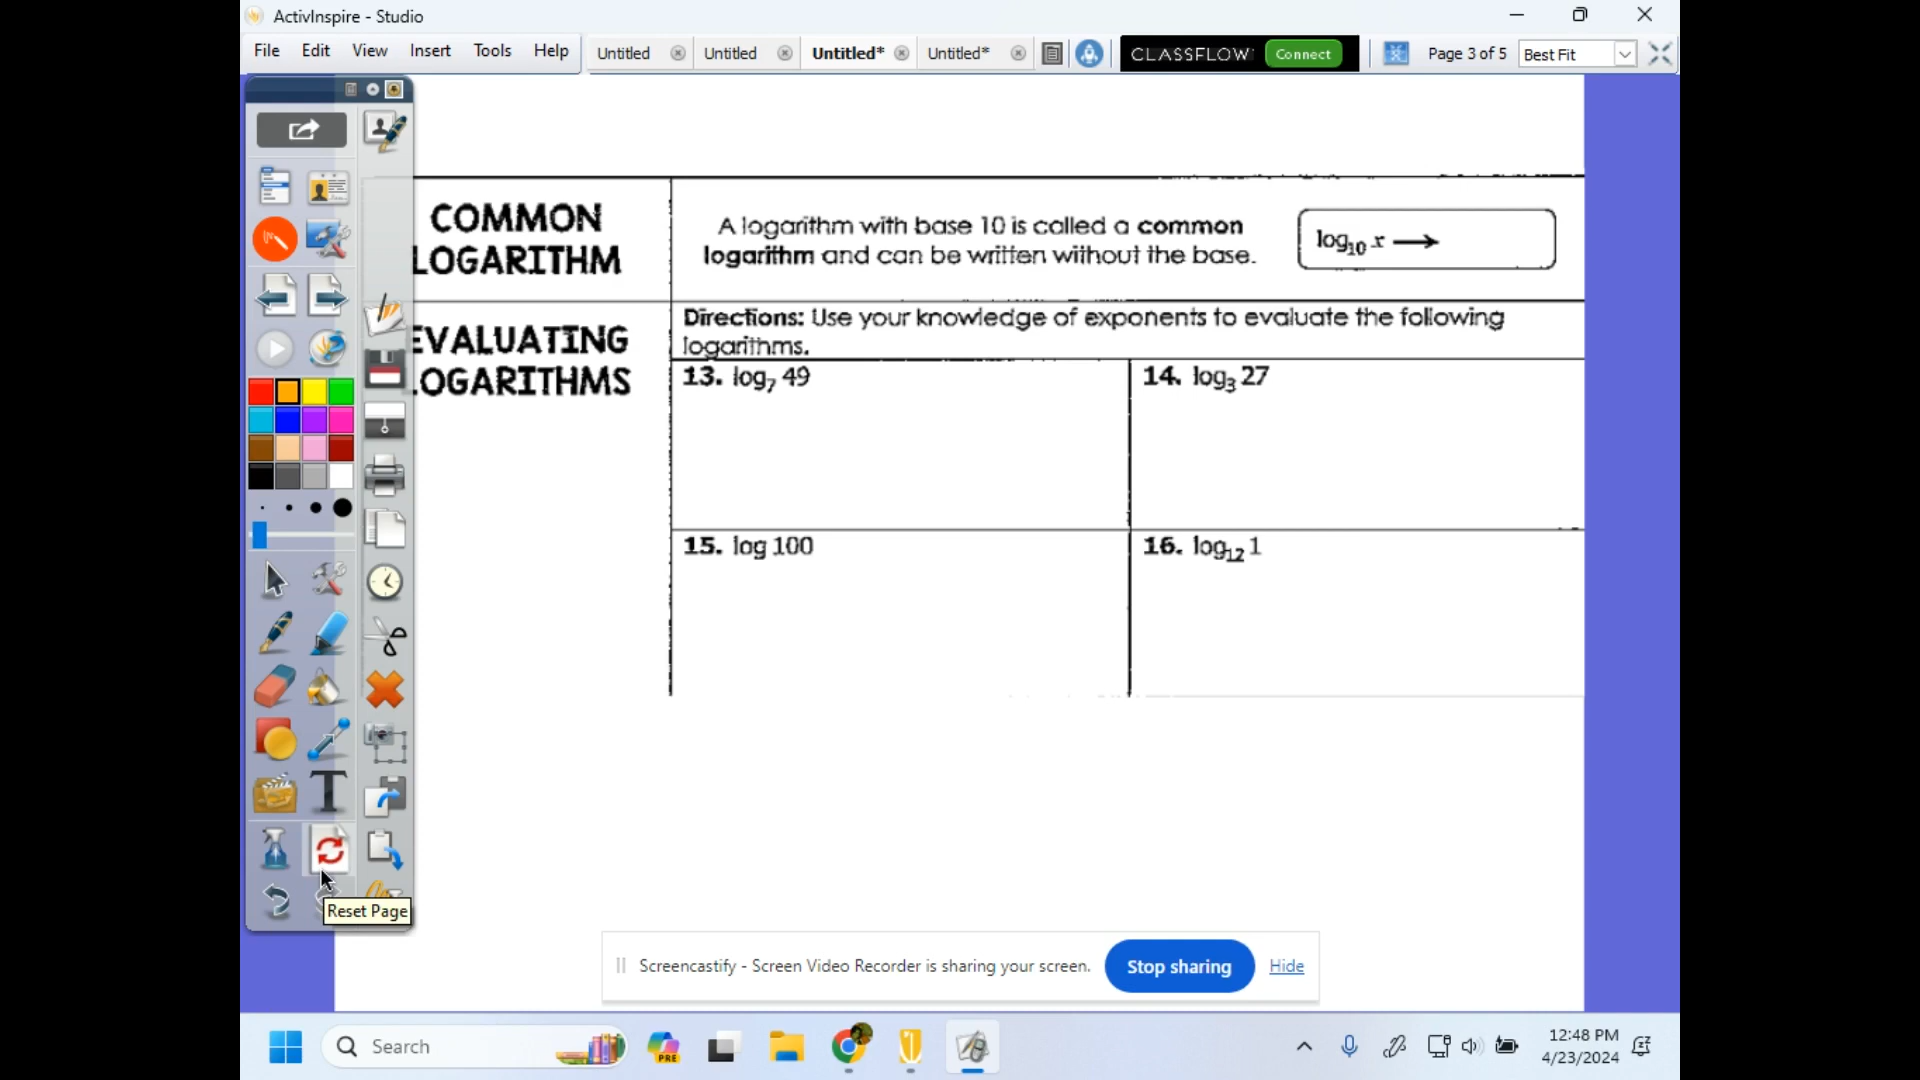 ActivInspire - Studio
File Edit View Insert Tools Help Untitled Untitled Untitled* Untitled* CLASSFLOW Connect Page 3 of 5 Best Fit
COMMON
LOGARITHM
A logarithm with base 10 is called a common
logarithm and can be written without the base.
log₁₀ x →
EVALUATING
LOGARITHMS
Directions: Use your knowledge of exponents to evaluate the following
logarithms.
13. log₇ 49
14. log₃ 27
15. log 100
16. log₁₂ 1
T
Reset Page
Screencastify - Screen Video Recorder is sharing your screen. Stop sharing Hide
Search
PRE
12:48 PM
4/23/2024